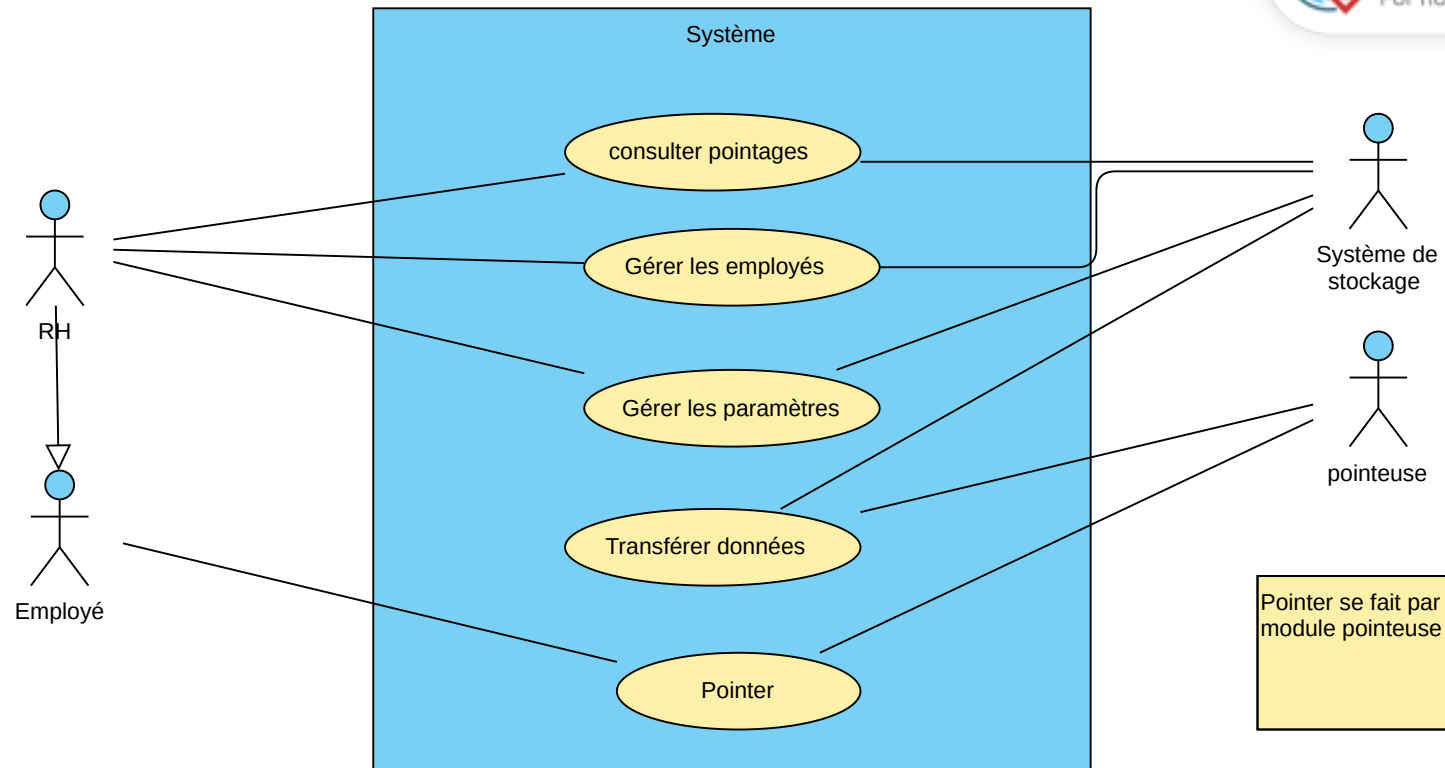 Système
consulter pointages
Gérer les employés
Gérer les paramètres
Transférer données
Pointer
RH
Employé
Système de
stockage
pointeuse
Pointer se fait par
module pointeuse